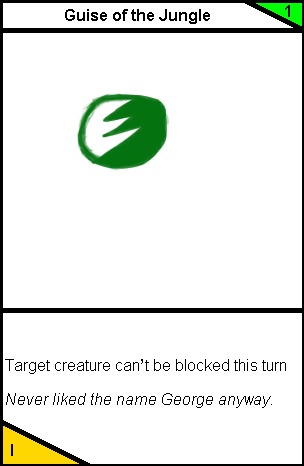 Guise of the Jungle
1
Target creature can't be blocked this turn
Never liked the name George anyway.
I